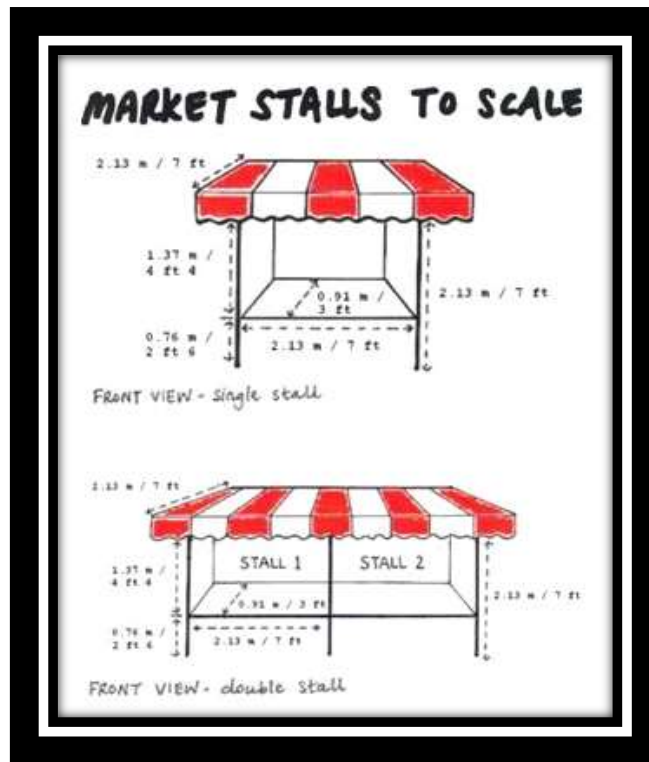 MARKET STALLS TO SCALE
2.13 m / 7 ft
1.37 m /
4 ft 4
0.91 m /
3 ft
2.13 m / 7 ft
0.76 m /
2 ft 6
2.13 m / 7 ft
FRONT VIEW - single stall
2.13 m / 7 ft
STALL 1 STALL 2
1.37 m /
4 ft 4
0.91 m / 3 ft
2.13 m / 7 ft
0.76 m /
2 ft 6
2.13 m / 7 ft
FRONT VIEW - double stall